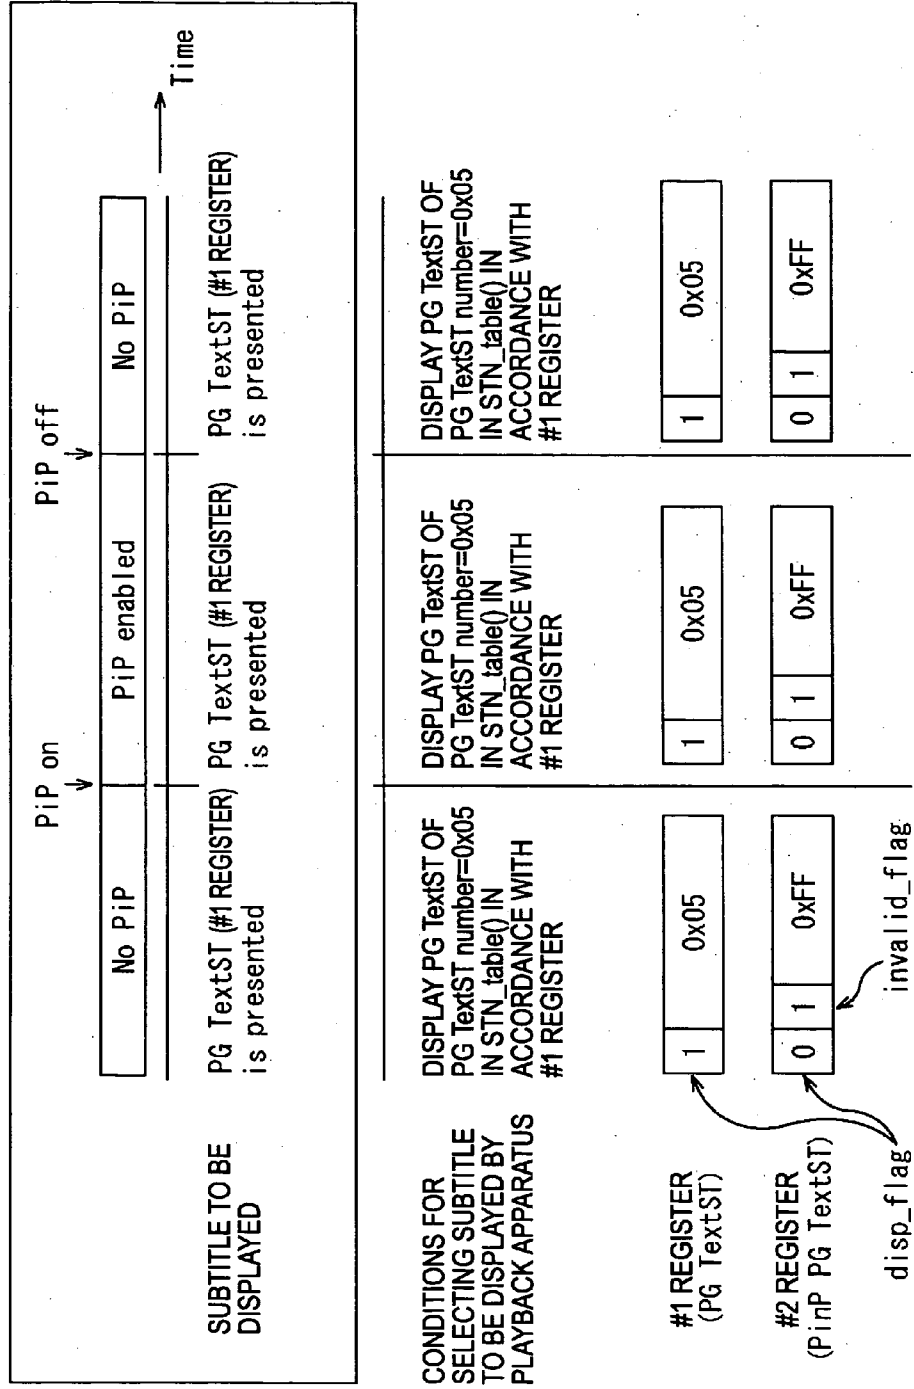 PiP on
PiP off
No PiP
PiP enabled
No PiP
Time
SUBTITLE TO BE
DISPLAYED
PG TextST (#1 REGISTER)
is presented
PG TextST (#1 REGISTER)
is presented
PG TextST (#1 REGISTER)
is presented
CONDITIONS FOR
SELECTING SUBTITLE
TO BE DISPLAYED BY
PLAYBACK APPARATUS
DISPLAY PG TextST OF
PG TextST number=0x05
IN STN_table() IN
ACCORDANCE WITH
#1 REGISTER
DISPLAY PG TextST OF
PG TextST number=0x05
IN STN_table() IN
ACCORDANCE WITH
#1 REGISTER
DISPLAY PG TextST OF
PG TextST number=0x05
IN STN_table() IN
ACCORDANCE WITH
#1 REGISTER
#1 REGISTER
(PG TextST)
1 0x05
1 0x05
1 0x05
#2 REGISTER
(PinP PG TextST)
0 1 0xFF
0 1 0xFF
0 1 0xFF
disp_flag
invalid_flag